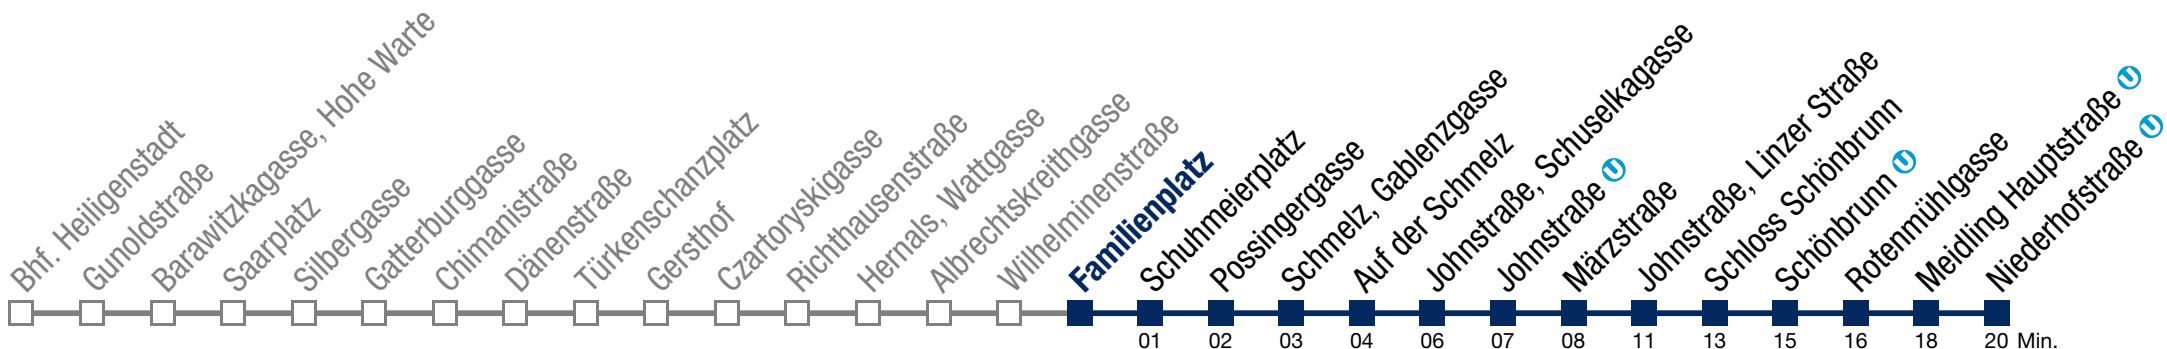 Bhf. Heiligenstadt
Gunoldstraße
Barawitzkagasse, Hohe Warte
Saarplatz
Silbergasse
Gatterburggasse
Chimanistraße
Dänenstraße
Türkenschanzplatz
Gersthof
Czartoryskigasse
Richthausenstraße
Hernals, Wattgasse
Albrechtskreithgasse
Wilhelminenstraße
Familienplatz
Schuhmeierplatz
Possingergasse
Schmelz, Gablenzgasse
Auf der Schmelz
Johnstraße, Schuselkagasse
Johnstraße U
Märzstraße
Johnstraße, Linzer Straße
Schloss Schönbrunn
Schönbrunn U
Rotenmühlgasse
Meidling Hauptstraße U
Niederhofstraße U
01 02 03 04 06 07 08 11 13 15 16 18 20 Min.